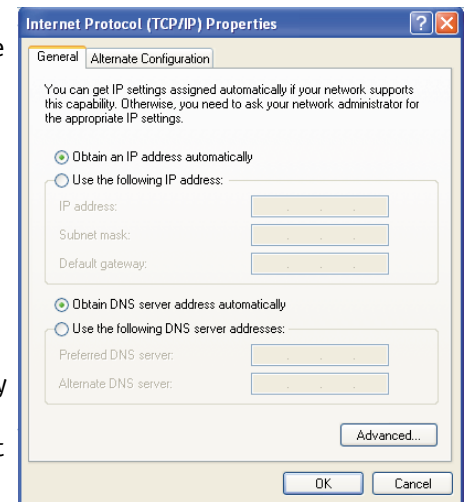 Internet Protocol (TCP/IP) Properties
General Alternate Configuration
You can get IP settings assigned automatically if your network supports
this capability. Otherwise, you need to ask your network administrator for
the appropriate IP settings.
Obtain an IP address automatically
Use the following IP address:
IP address:
Subnet mask:
Default gateway:
Obtain DNS server address automatically
Use the following DNS server addresses:
Preferred DNS server:
Alternate DNS server:
Advanced...
OK Cancel